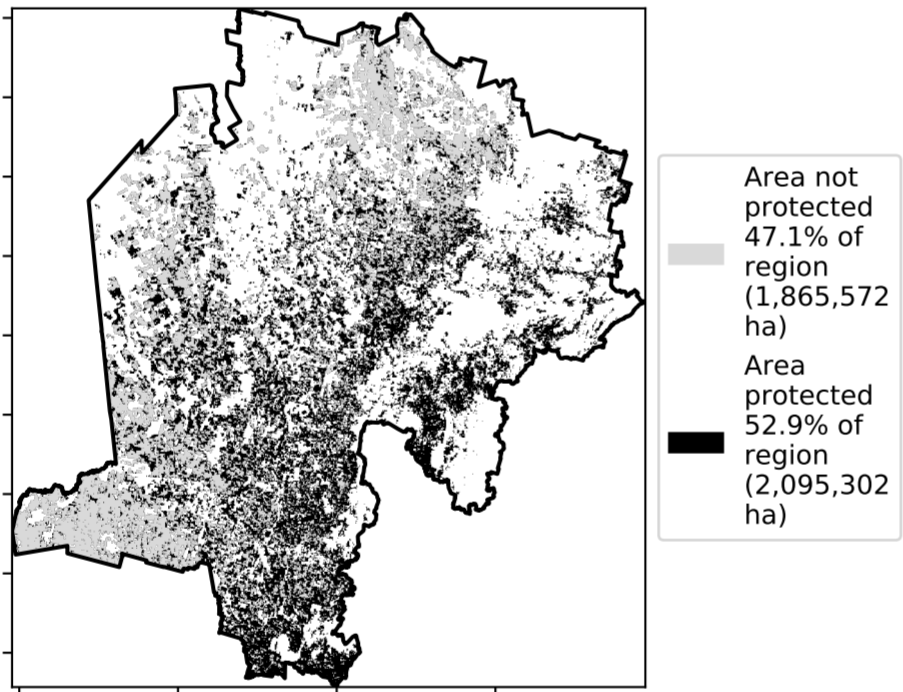 Area not
protected
47.1% of
region
(1,865,572
ha)
Area
protected
52.9% of
region
(2,095,302
ha)